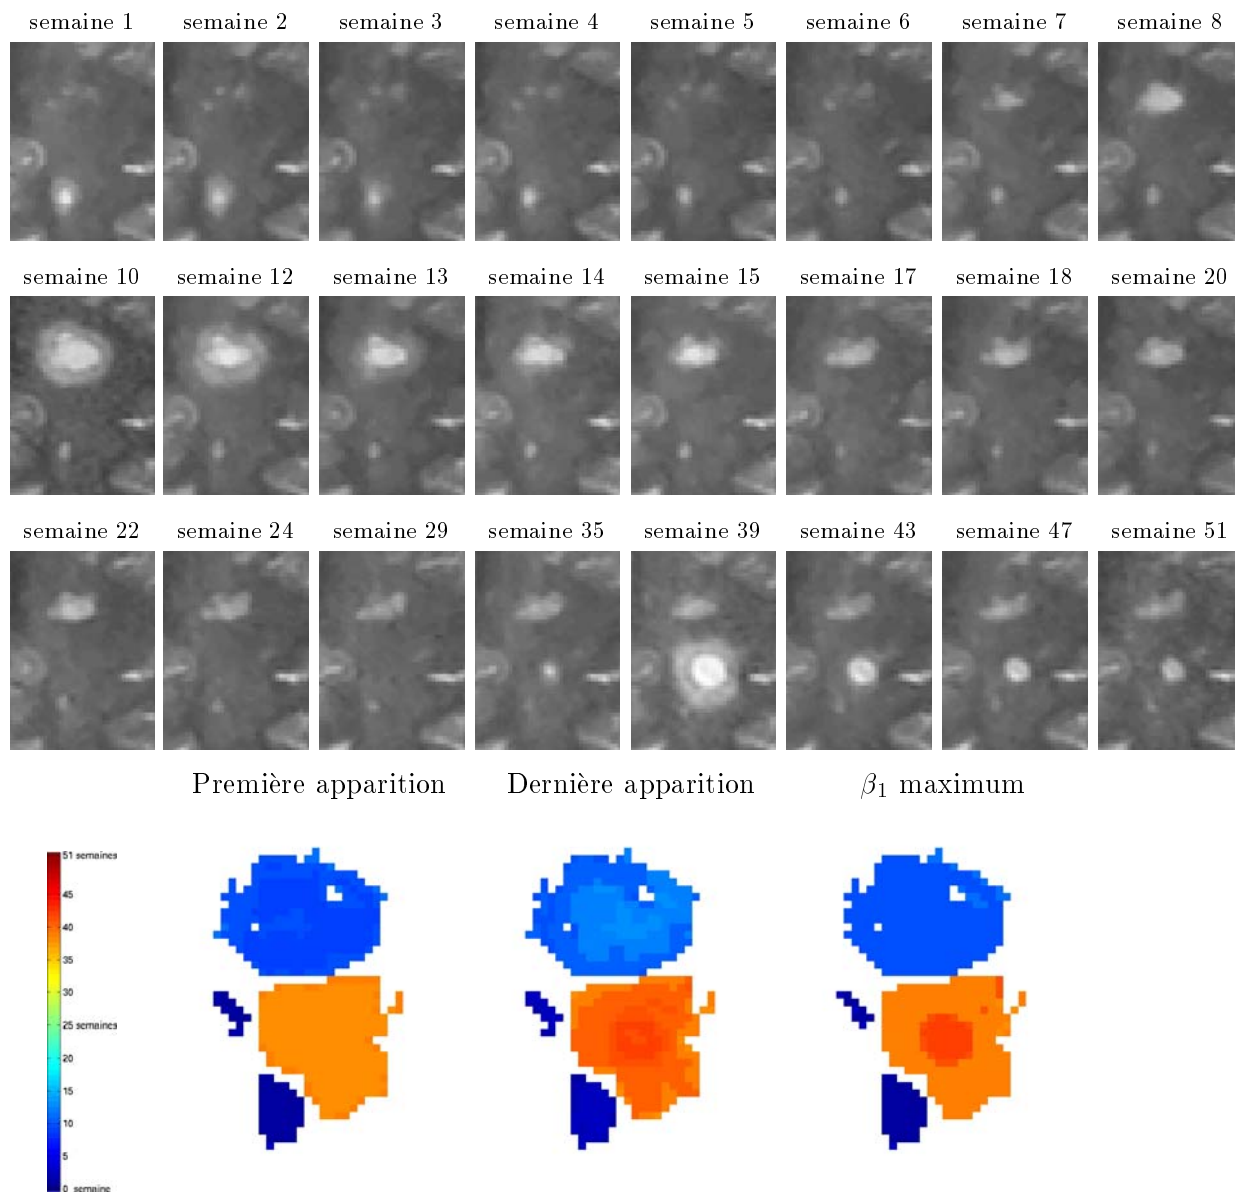 semaine 1 semaine 2 semaine 3 semaine 4 semaine 5 semaine 6 semaine 7 semaine 8
semaine 10 semaine 12 semaine 13 semaine 14 semaine 15 semaine 17 semaine 18 semaine 20
semaine 22 semaine 24 semaine 29 semaine 35 semaine 39 semaine 43 semaine 47 semaine 51
Première apparition Dernière apparition β₁ maximum
51 semaines
45
40
35
30
25 semaines
20
15
10
5
0 semaine